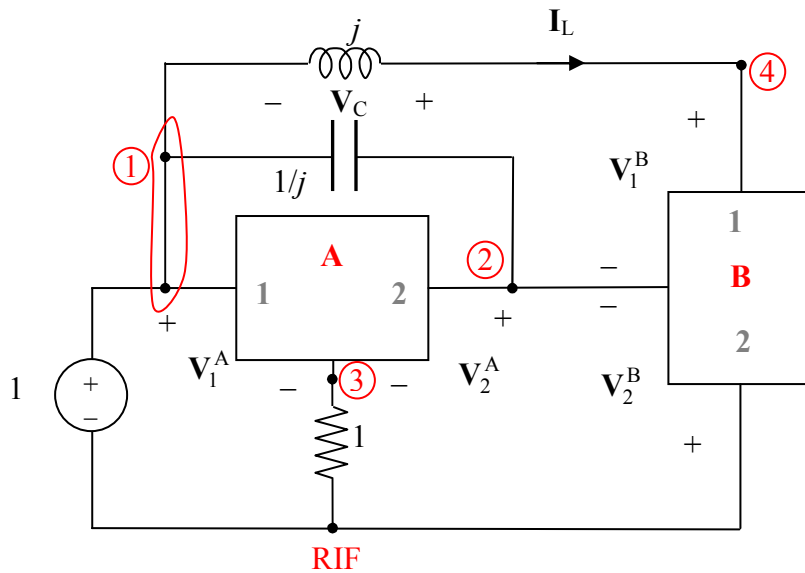 j
I_L
④
− V_C +
+
①
1/j
V_1^B
1
A
②
−
B
1
2
−
2
+
+
V_1^A
③
V_2^A
V_2^B
−
−
1
+
−
1
+
RIF